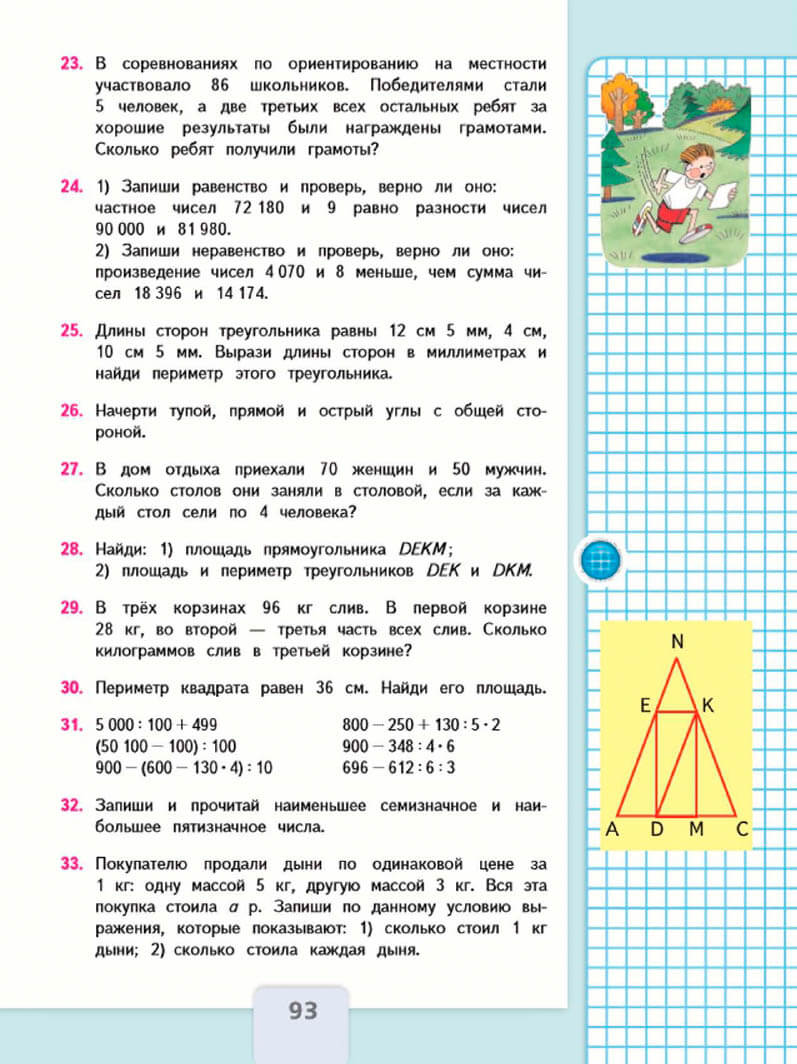 23. В соревнованиях по ориентированию на местности
участвовало 86 школьников. Победителями стали
5 человек, а две третьих всех остальных ребят за
хорошие результаты были награждены грамотами.
Сколько ребят получили грамоты?
24. 1) Запиши равенство и проверь, верно ли оно:
частное чисел 72 180 и 9 равно разности чисел
90 000 и 81 980.
2) Запиши неравенство и проверь, верно ли оно:
произведение чисел 4 070 и 8 меньше, чем сумма чи-
сел 18 396 и 14 174.
25. Длины сторон треугольника равны 12 см 5 мм, 4 см,
10 см 5 мм. Вырази длины сторон в миллиметрах и
найди периметр этого треугольника.
26. Начерти тупой, прямой и острый углы с общей сто-
роной.
27. В дом отдыха приехали 70 женщин и 50 мужчин.
Сколько столов они заняли в столовой, если за каж-
дый стол сели по 4 человека?
28. Найди: 1) площадь прямоугольника DEKM;
2) площадь и периметр треугольников DEK и DKM.
29. В трёх корзинах 96 кг слив. В первой корзине
28 кг, во второй — третья часть всех слив. Сколько
килограммов слив в третьей корзине?
30. Периметр квадрата равен 36 см. Найди его площадь.
31. 5 000 : 100 + 499 800 − 250 + 130 : 5 · 2
(50 100 − 100) : 100 900 − 348 : 4 · 6
900 − (600 − 130 · 4) : 10 696 − 612 : 6 : 3
32. Запиши и прочитай наименьшее семизначное и наи-
большее пятизначное числа.
33. Покупателю продали дыни по одинаковой цене за
1 кг: одну массой 5 кг, другую массой 3 кг. Вся эта
покупка стоила a р. Запиши по данному условию вы-
ражения, которые показывают: 1) сколько стоил 1 кг
дыни; 2) сколько стоила каждая дыня.
N
E K
A D M C
93